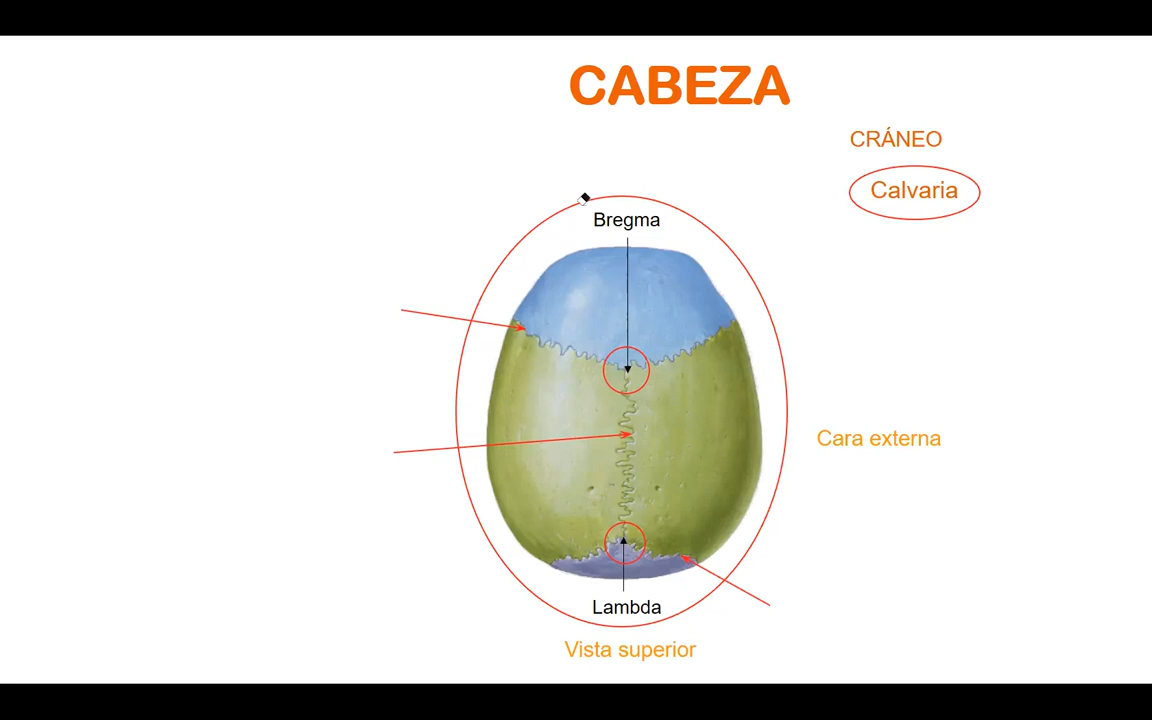 CABEZA
CRÁNEO
Calvaria
Bregma
Cara externa
Lambda
Vista superior